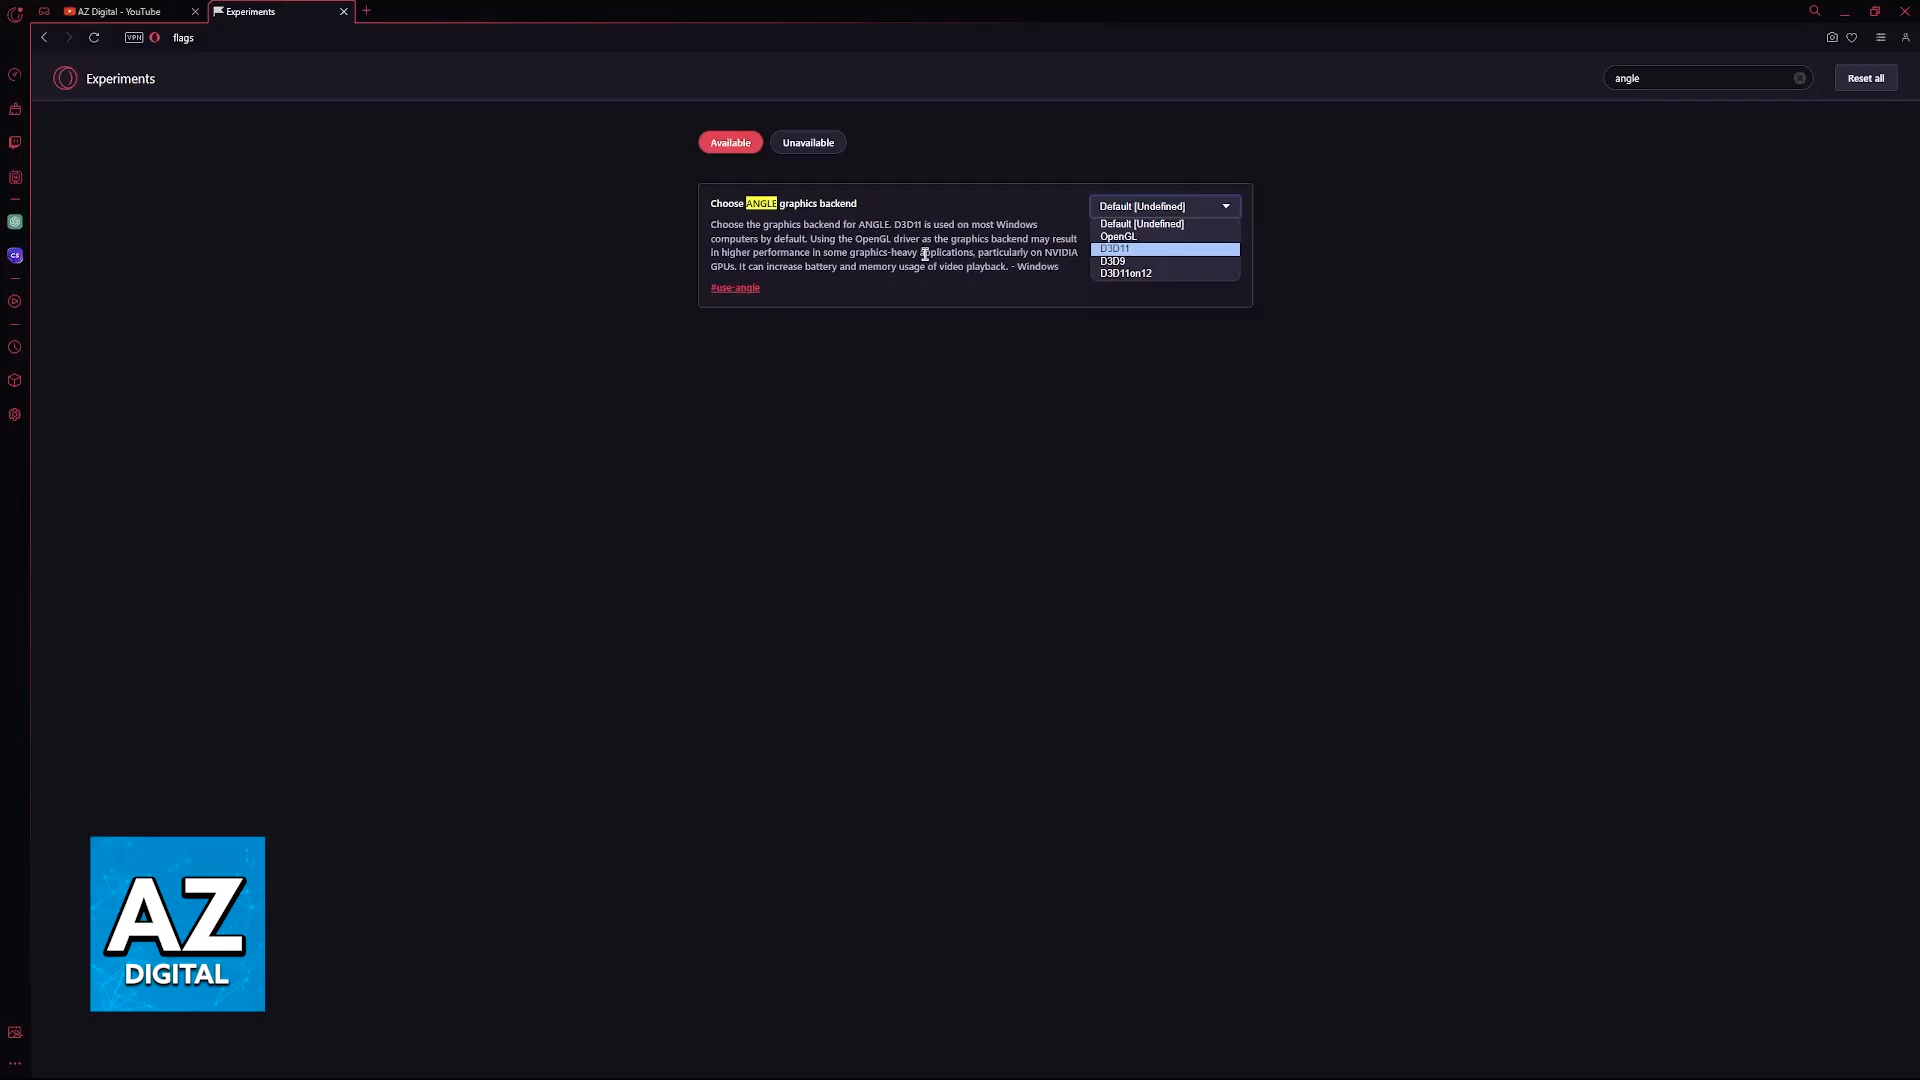 AZ Digital - YouTube
Experiments
VPN
flags
Experiments
angle
Reset all
Available
Unavailable
Choose ANGLE graphics backend
Choose the graphics backend for ANGLE. D3D11 is used on most Windows
computers by default. Using the OpenGL driver as the graphics backend may result
in higher performance in some graphics-heavy applications, particularly on NVIDIA
GPUs. It can increase battery and memory usage of video playback. - Windows
#use-angle
Default [Undefined]
Default [Undefined]
OpenGL
D3D11
D3D9
D3D11on12
CS
AZ
DIGITAL